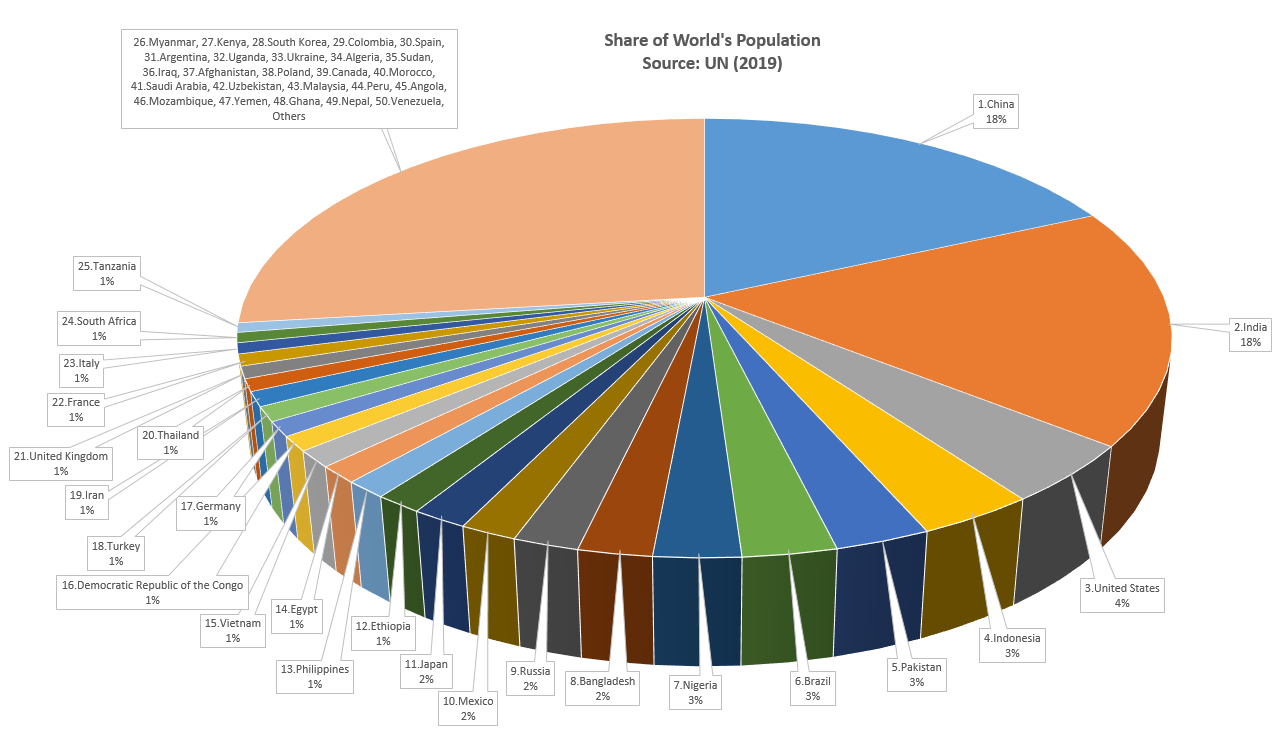 Share of World's Population
Source: UN (2019)
26.Myanmar, 27.Kenya, 28.South Korea, 29.Colombia, 30.Spain,
31.Argentina, 32.Uganda, 33.Ukraine, 34.Algeria, 35.Sudan,
36.Iraq, 37.Afghanistan, 38.Poland, 39.Canada, 40.Morocco,
41.Saudi Arabia, 42.Uzbekistan, 43.Malaysia, 44.Peru, 45.Angola,
46.Mozambique, 47.Yemen, 48.Ghana, 49.Nepal, 50.Venezuela,
Others
1.China
18%
2.India
18%
3.United States
4%
4.Indonesia
3%
5.Pakistan
3%
6.Brazil
3%
7.Nigeria
3%
8.Bangladesh
2%
9.Russia
2%
10.Mexico
2%
11.Japan
2%
12.Ethiopia
1%
13.Philippines
1%
14.Egypt
1%
15.Vietnam
1%
16.Democratic Republic of the Congo
1%
17.Germany
1%
18.Turkey
1%
19.Iran
1%
20.Thailand
1%
21.United Kingdom
1%
22.France
1%
23.Italy
1%
24.South Africa
1%
25.Tanzania
1%